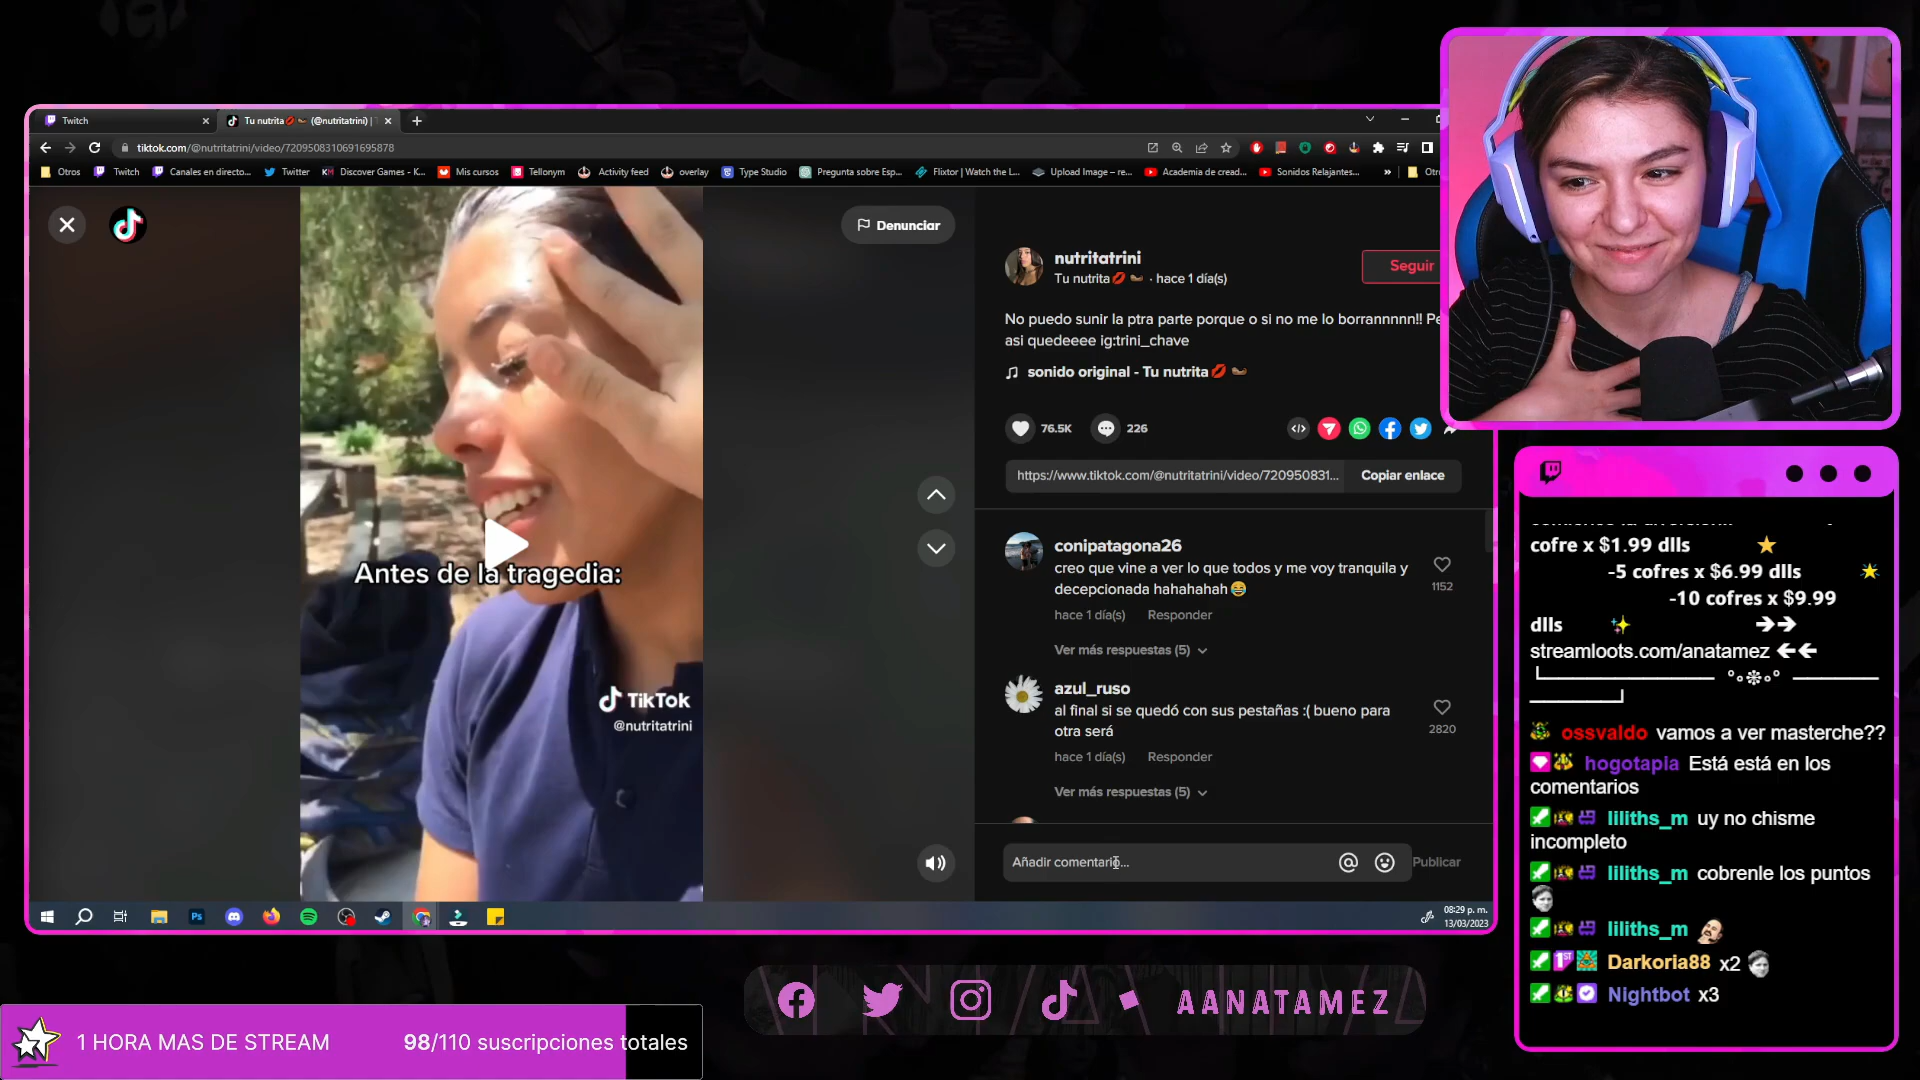 Twitch
Tu nutrita💋 (@nutritatrini) | T
tiktok.com/@nutritatrini/video/7209508310691695878
Otros
Twitch
Canales en directo...
Twitter
Discover Games - K...
Mis cursos
Tellonym
Activity feed
overlay
Type Studio
Pregunta sobre Esp...
Flixtor | Watch the L...
Upload Image – re...
Academia de cread...
Sonidos Relajantes...
»
Denunciar
Antes de la tragedia:
TikTok
@nutritatrini
nutritatrini
Tu nutrita💋 · hace 1 día(s)
Seguir
No puedo sunir la ptra parte porque o si no me lo borrannnnn!! Pe
asi quedeeee ig:trini_chave
sonido original - Tu nutrita💋
76.5K
226
https://www.tiktok.com/@nutritatrini/video/720950831...
Copiar enlace
conipatagona26
creo que vine a ver lo que todos y me voy tranquila y
decepcionada hahahahah😂
1152
hace 1 día(s) Responder
Ver más respuestas (5)
azul_ruso
al final si se quedó con sus pestañas :( bueno para
otra será
2820
hace 1 día(s) Responder
Ver más respuestas (5)
Añadir comentario...
Publicar
Ps
08:29 p. m.
13/03/2023
cofre x $1.99 dlls ⭐
-5 cofres x $6.99 dlls 🌟
-10 cofres x $9.99
dlls ✨ →→
streamloots.com/anatamez ←←
ossvaldo vamos a ver masterche??
hogotapia Está está en los
comentarios
liliths_m uy no chisme
incompleto
liliths_m cobrenle los puntos
liliths_m
1ST Darkoria88 x2
Nightbot x3
AANATAMEZ
1 HORA MAS DE STREAM
98/110 suscripciones totales